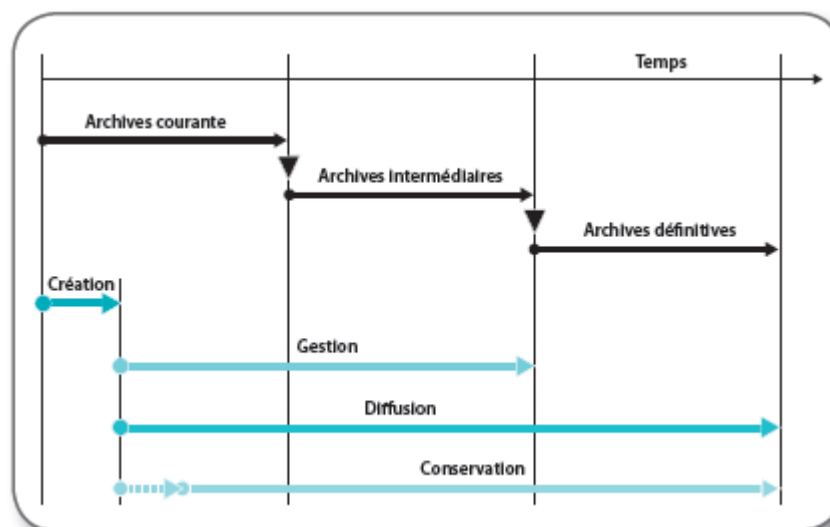 Temps
Archives courante
Archives intermédiaires
Archives définitives
Création
Gestion
Diffusion
Conservation